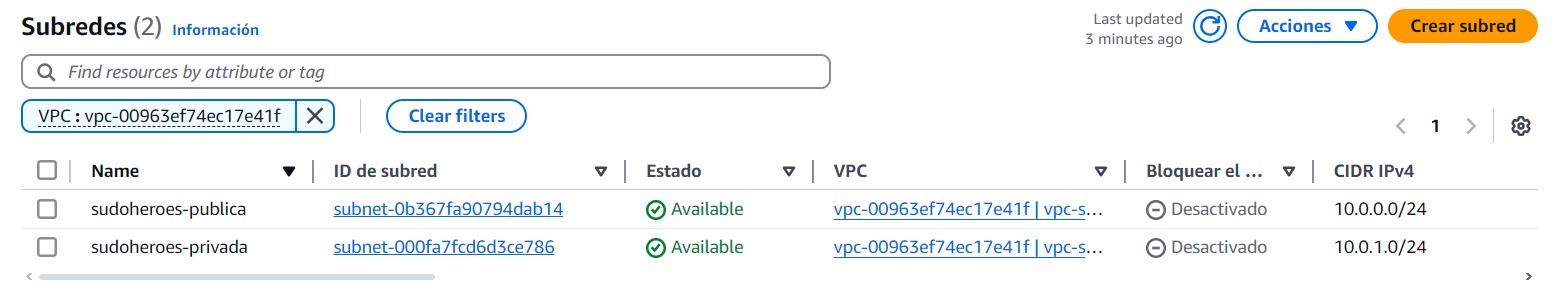 Subredes (2) Información
Last updated
3 minutes ago
Acciones
Crear subred
Find resources by attribute or tag
VPC : vpc-00963ef74ec17e41f
Clear filters
1
Name ID de subred Estado VPC Bloquear el ... CIDR IPv4
sudoheroes-publica subnet-0b367fa90794dab14 Available vpc-00963ef74ec17e41f | vpc-s... Desactivado 10.0.0.0/24
sudoheroes-privada subnet-000fa7fcd6d3ce786 Available vpc-00963ef74ec17e41f | vpc-s... Desactivado 10.0.1.0/24